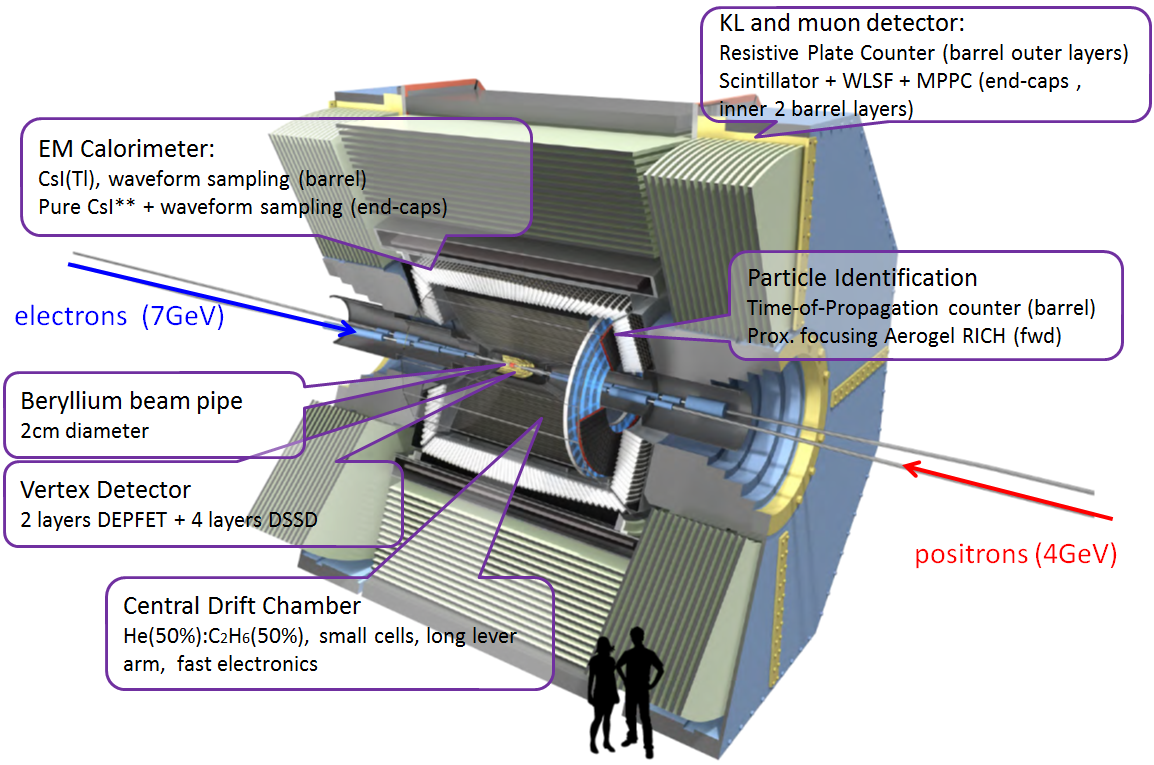 KL and muon detector:
Resistive Plate Counter (barrel outer layers)
Scintillator + WLSF + MPPC (end-caps ,
inner 2 barrel layers)
EM Calorimeter:
CsI(Tl), waveform sampling (barrel)
Pure CsI** + waveform sampling (end-caps)
electrons (7GeV)
Particle Identification
Time-of-Propagation counter (barrel)
Prox. focusing Aerogel RICH (fwd)
Beryllium beam pipe
2cm diameter
Vertex Detector
2 layers DEPFET + 4 layers DSSD
positrons (4GeV)
Central Drift Chamber
He(50%):C₂H₆(50%), small cells, long lever
arm, fast electronics